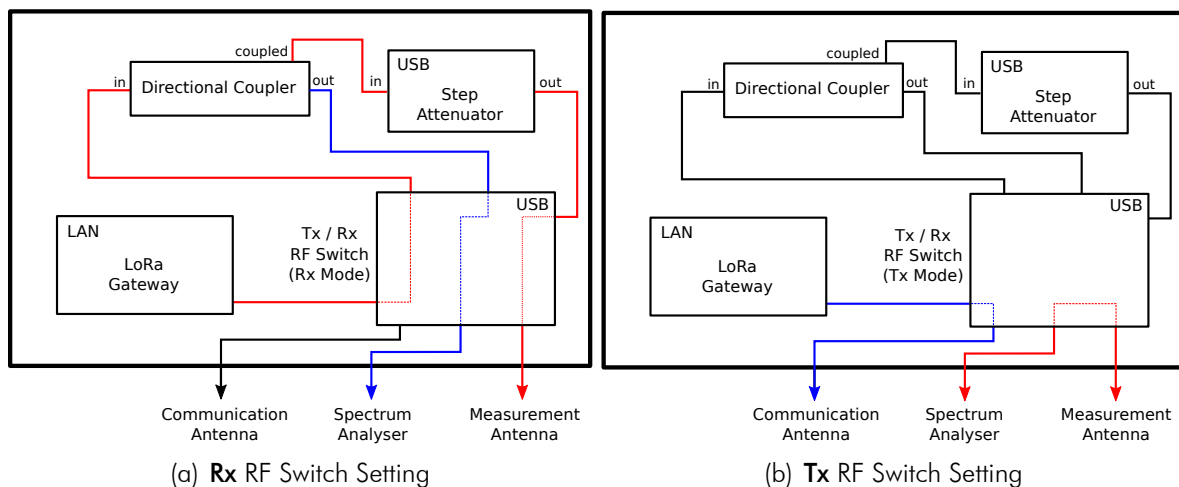 coupled
USB
in
Directional Coupler
out
in
Step
Attenuator
out
USB
LAN
Tx / Rx
RF Switch
(Rx Mode)
LoRa
Gateway
Communication
Antenna
Spectrum
Analyser
Measurement
Antenna
(a) Rx RF Switch Setting
coupled
USB
in
Directional Coupler
out
in
Step
Attenuator
out
USB
LAN
Tx / Rx
RF Switch
(Tx Mode)
LoRa
Gateway
Communication
Antenna
Spectrum
Analyser
Measurement
Antenna
(b) Tx RF Switch Setting